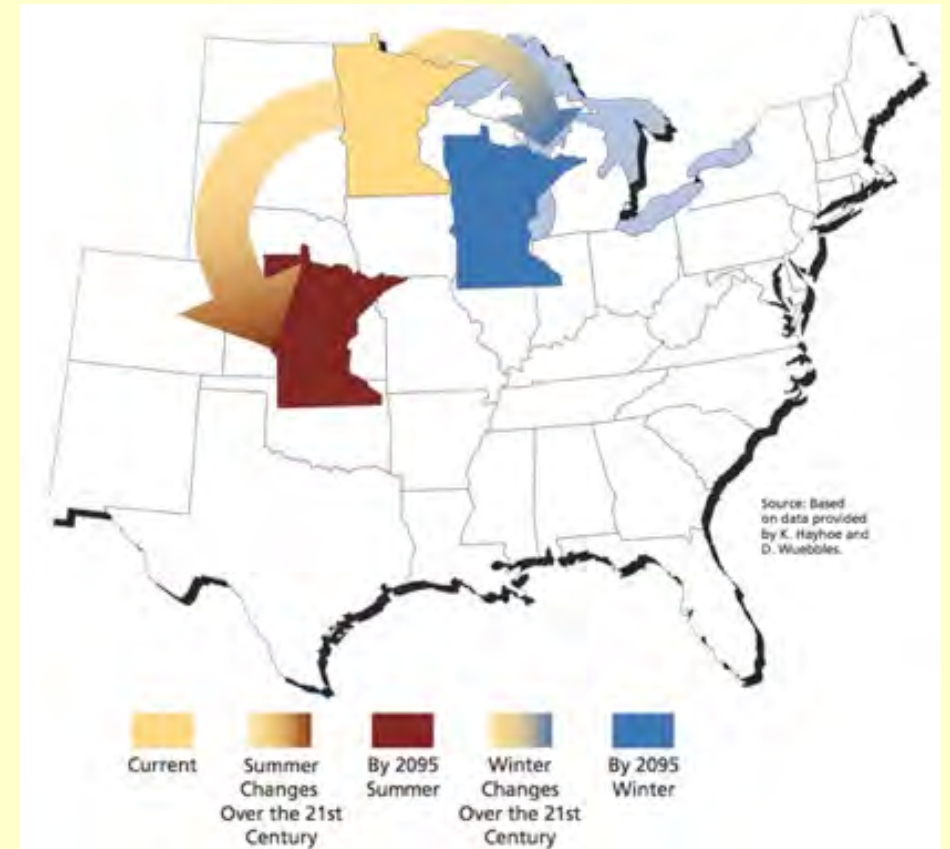 Source: Based
on data provided
by K. Hayhoe and
D. Wuebbles.
Current
Summer
Changes
Over the 21st
Century
By 2095
Summer
Winter
Changes
Over the 21st
Century
By 2095
Winter